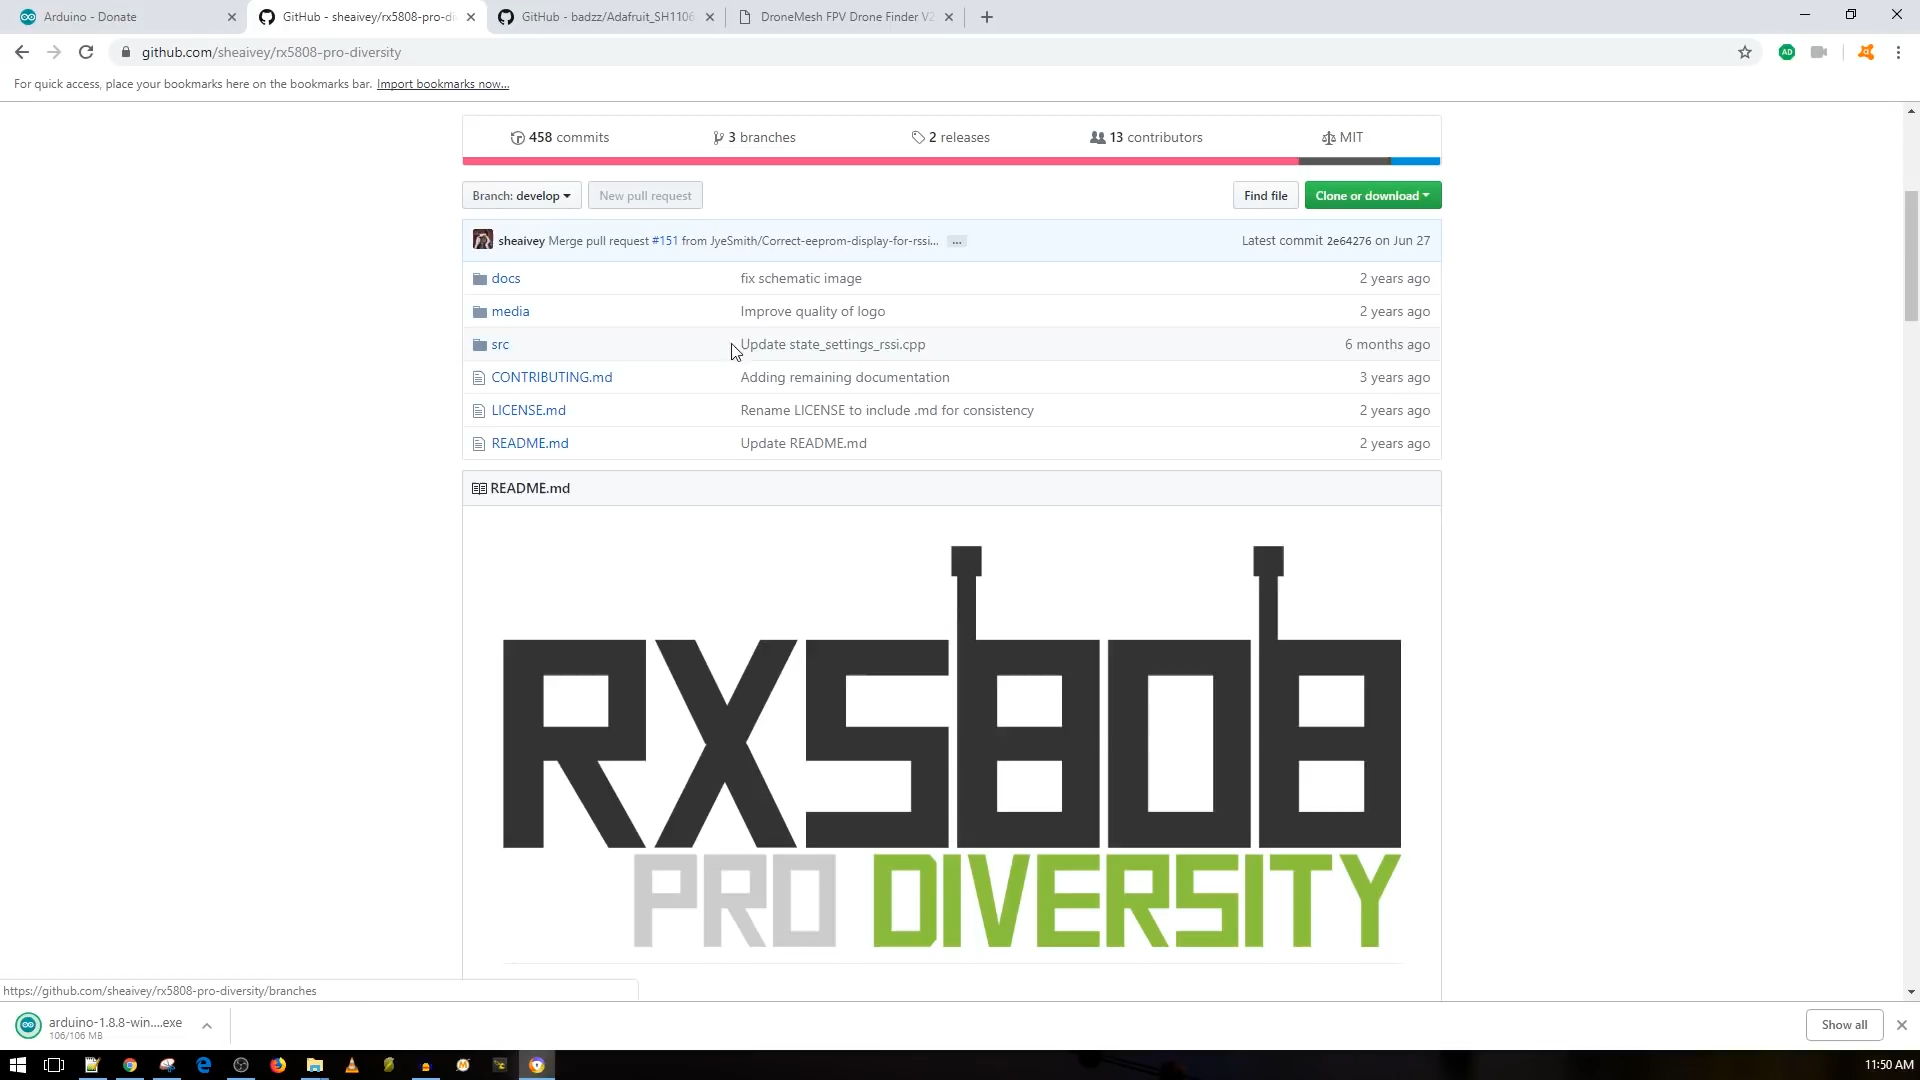 Arduino - Donate
GitHub - sheaivey/rx5808-pro-di
GitHub - badzz/Adafruit_SH1106
DroneMesh FPV Drone Finder V2
github.com/sheaivey/rx5808-pro-diversity
AD
For quick access, place your bookmarks here on the bookmarks bar. Import bookmarks now...
458 commits
3 branches
2 releases
13 contributors
MIT
Branch: develop
New pull request
Find file
Clone or download
sheaivey Merge pull request #151 from JyeSmith/Correct-eeprom-display-for-rssi... ...
Latest commit 2e64276 on Jun 27
docs fix schematic image 2 years ago
media Improve quality of logo 2 years ago
src Update state_settings_rssi.cpp 6 months ago
CONTRIBUTING.md Adding remaining documentation 3 years ago
LICENSE.md Rename LICENSE to include .md for consistency 2 years ago
README.md Update README.md 2 years ago
README.md
RX5808
PRO DIVERSITY
https://github.com/sheaivey/rx5808-pro-diversity/branches
arduino-1.8.8-win....exe
106/106 MB
Show all
11:50 AM